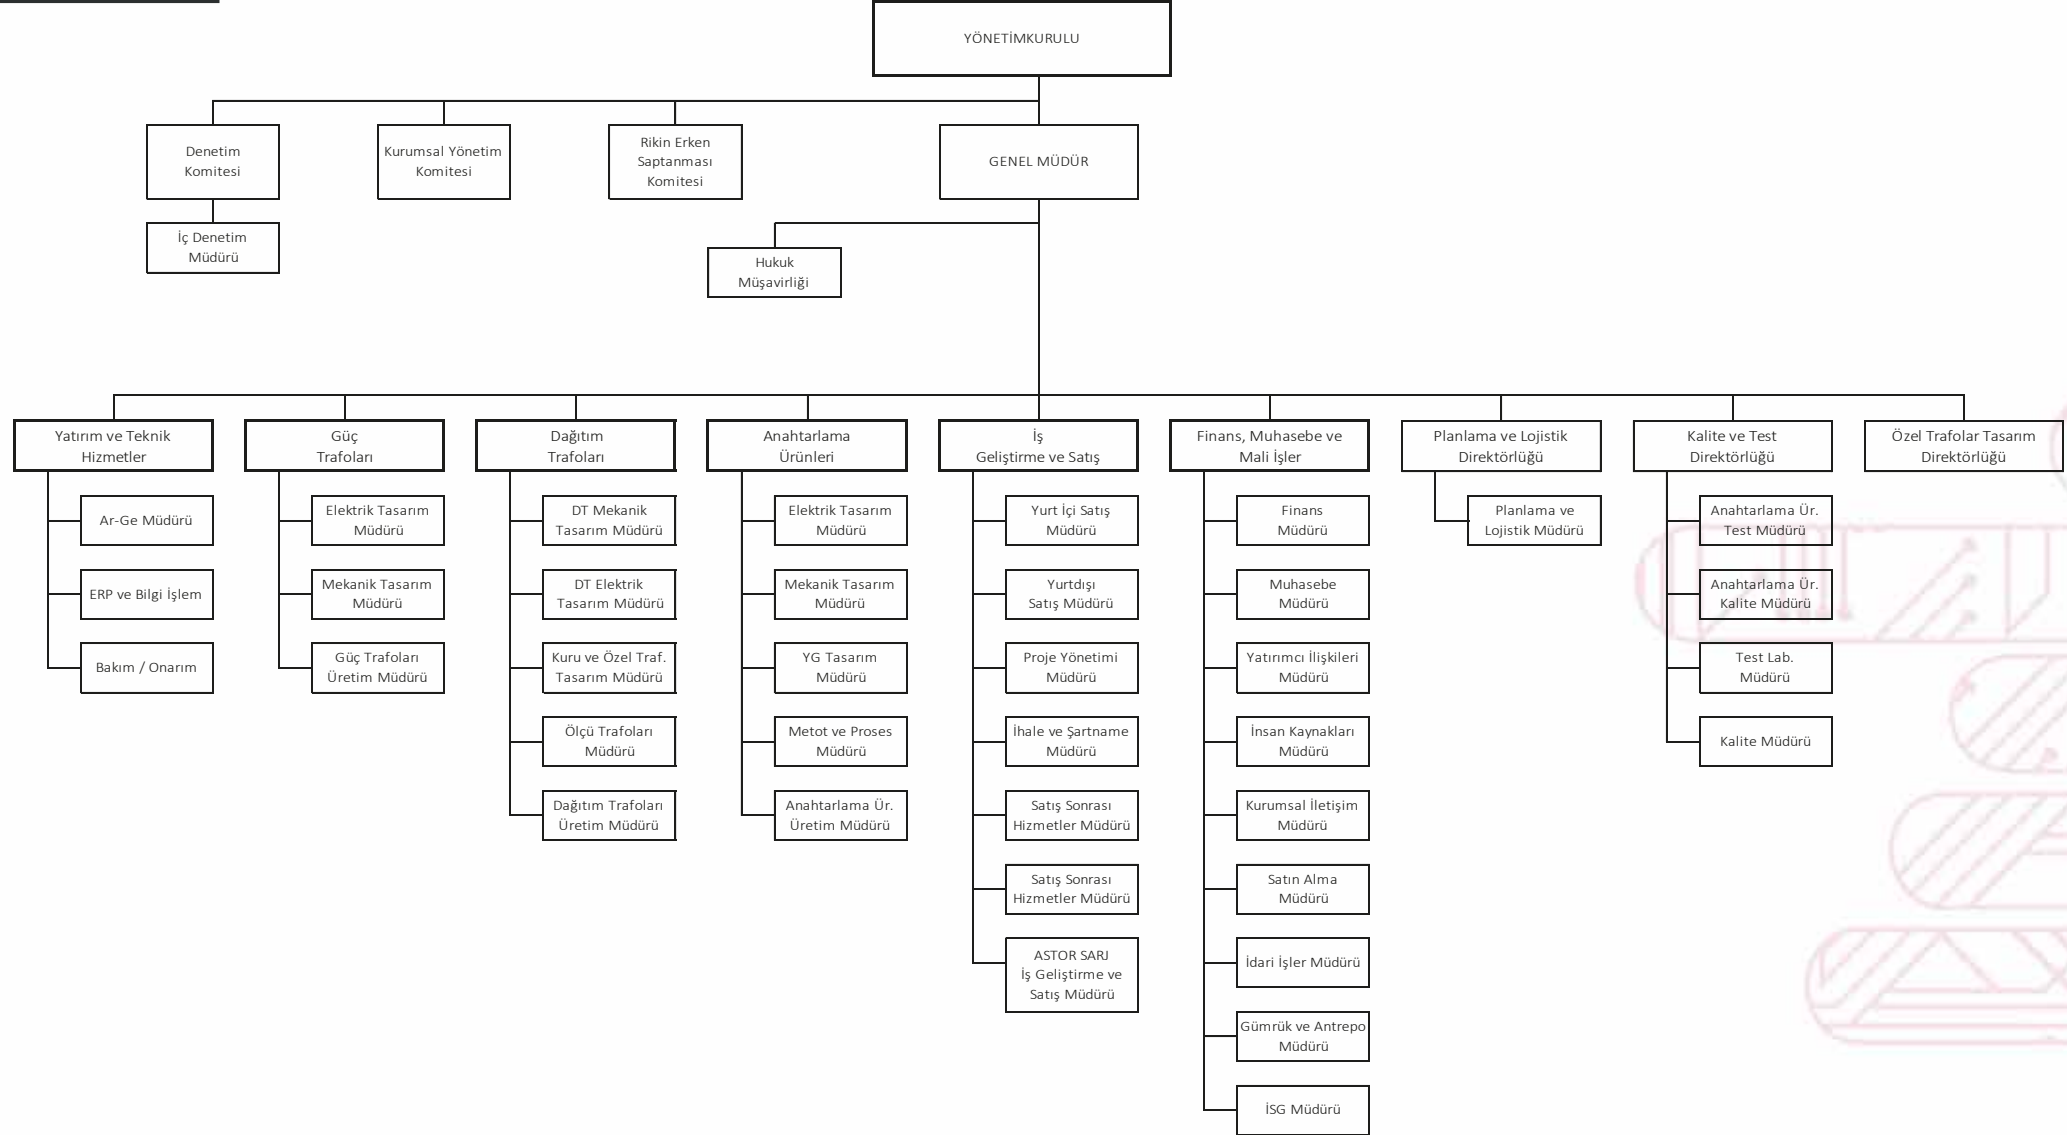 YÖNETİMKURULU
Denetim
Komitesi
Kurumsal Yönetim
Komitesi
Rikin Erken
Saptanması
Komitesi
GENEL MÜDÜR
İç Denetim
Müdürü
Hukuk
Müşavirliği
Yatırım ve Teknik
Hizmetler
Ar-Ge Müdürü
ERP ve Bilgi İşlem
Bakım / Onarım
Güç
Trafoları
Elektrik Tasarım
Müdürü
Mekanik Tasarım
Müdürü
Güç Trafoları
Üretim Müdürü
Dağıtım
Trafoları
DT Mekanik
Tasarım Müdürü
DT Elektrik
Tasarım Müdürü
Kuru ve Özel Traf.
Tasarım Müdürü
Ölçü Trafoları
Müdürü
Dağıtım Trafoları
Üretim Müdürü
Anahtarlama
Ürünleri
Elektrik Tasarım
Müdürü
Mekanik Tasarım
Müdürü
YG Tasarım
Müdürü
Metot ve Proses
Müdürü
Anahtarlama Ür.
Üretim Müdürü
İş
Geliştirme ve Satış
Yurt İçi Satış
Müdürü
Yurtdışı
Satış Müdürü
Proje Yönetimi
Müdürü
İhale ve Şartname
Müdürü
Satış Sonrası
Hizmetler Müdürü
Satış Sonrası
Hizmetler Müdürü
ASTOR SARJ
İş Geliştirme ve
Satış Müdürü
Finans, Muhasebe ve
Mali İşler
Finans
Müdürü
Muhasebe
Müdürü
Yatırımcı İlişkileri
Müdürü
İnsan Kaynakları
Müdürü
Kurumsal İletişim
Müdürü
Satın Alma
Müdürü
İdari İşler Müdürü
Gümrük ve Antrepo
Müdürü
İSG Müdürü
Planlama ve Lojistik
Direktörlüğü
Planlama ve
Lojistik Müdürü
Kalite ve Test
Direktörlüğü
Anahtarlama Ür.
Test Müdürü
Anahtarlama Ür.
Kalite Müdürü
Test Lab.
Müdürü
Kalite Müdürü
Özel Trafolar Tasarım
Direktörlüğü